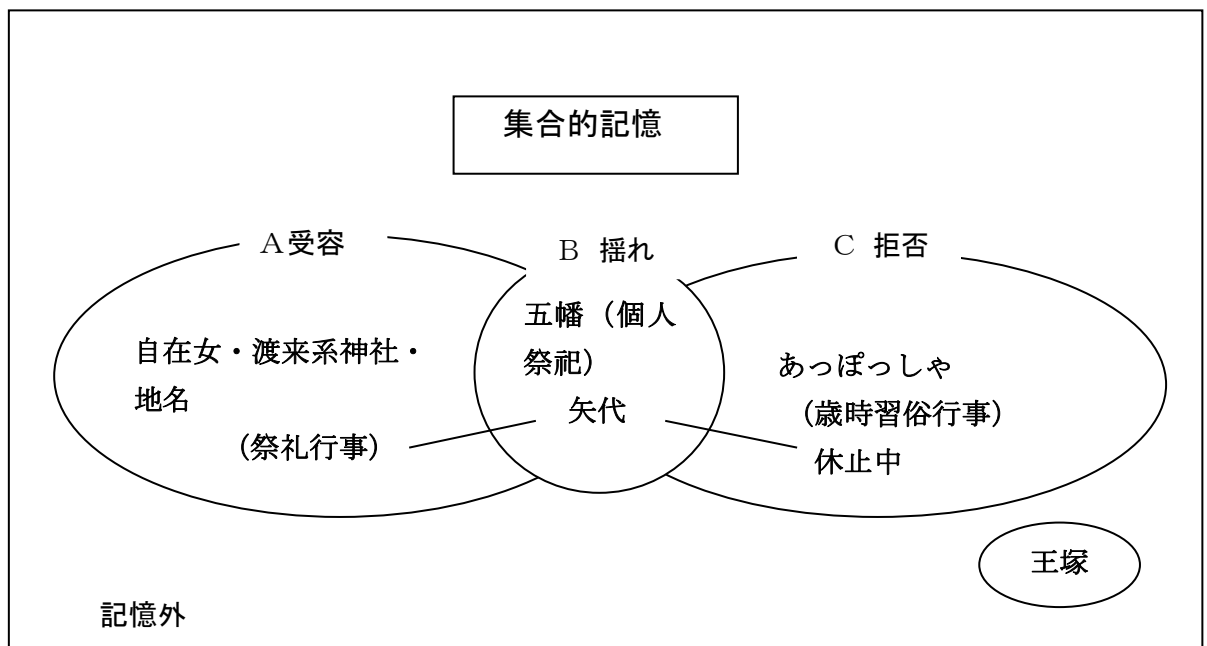 集合的記憶
A受容
B 揺れ
C 拒否
自在女・渡来系神社・
地名
(祭礼行事)
五幡（個人
祭祀）
矢代
あっぽっしゃ
(歳時習俗行事)
休止中
王塚
記憶外